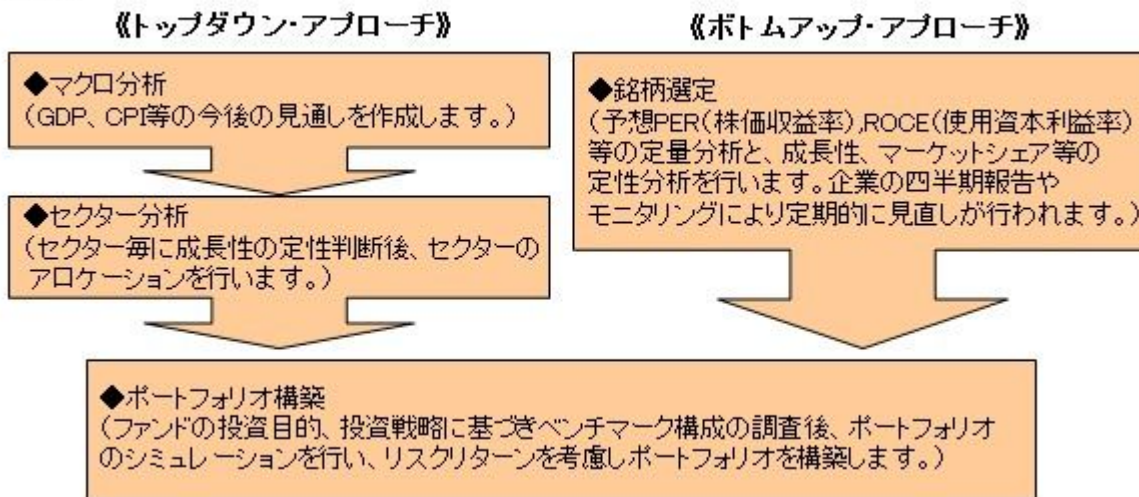 《トップダウン・アプローチ》
◆マクロ分析
(GDP、CPI等の今後の見通しを作成します。)
◆セクター分析
(セクター毎に成長性の定性判断後、セクターの
アロケーションを行います。)
《ボトムアップ・アプローチ》
◆銘柄選定
(予想PER(株価収益率),ROCE(使用資本利益率)
等の定量分析と、成長性、マーケットシェア等の
定性分析を行います。企業の四半期報告や
モニタリングにより定期的に見直しが行われます。)
◆ポートフォリオ構築
(ファンドの投資目的、投資戦略に基づきベンチマーク構成の調査後、ポートフォリオ
のシミュレーションを行い、リスクリターンを考慮しポートフォリオを構築します。)